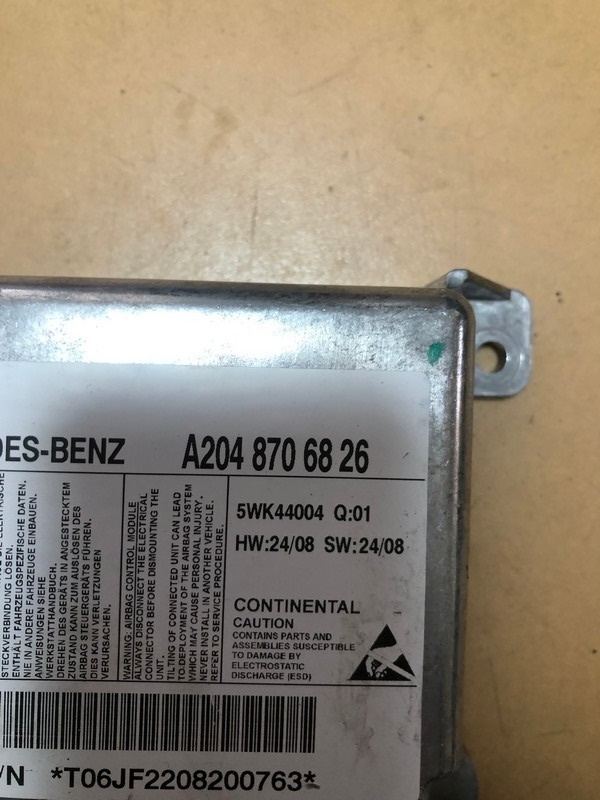 DES-BENZ A204 870 68 26
STECKVERBINDUNG LÖSEN.
ENTHÄLT FAHRZEUGSPEZIFISCHE DATEN.
NIE IN ANDERE FAHRZEUGE EINBAUEN.
ANWEISUNGEN SIEHE
WERKSTATTHANDBUCH.
DREHEN DES GERÄTS IN ANGESTECKTEM
ZUSTAND KANN ZUM AUSLÖSEN DES
AIRBAG STEUERGERÄTS FÜHREN.
DIES KANN VERLETZUNGEN
VERURSACHEN.
WARNING: AIRBAG CONTROL MODULE
ALWAYS DISCONNECT THE ELECTRICAL
CONNECTOR BEFORE DISMOUNTING THE
UNIT.
TILTING OF CONNECTED UNIT CAN LEAD
TO DEPLOYMENT OF THE AIRBAG SYSTEM
WHICH MAY CAUSE PERSONAL INJURY.
NEVER INSTALL IN ANOTHER VEHICLE.
REFER TO SERVICE PROCEDURE.
5WK44004 Q:01
HW:24/08 SW:24/08
CONTINENTAL
CAUTION
CONTAINS PARTS AND
ASSEMBLIES SUSCEPTIBLE
TO DAMAGE BY
ELECTROSTATIC
DISCHARGE (ESD)
/N *T06JF2208200763*